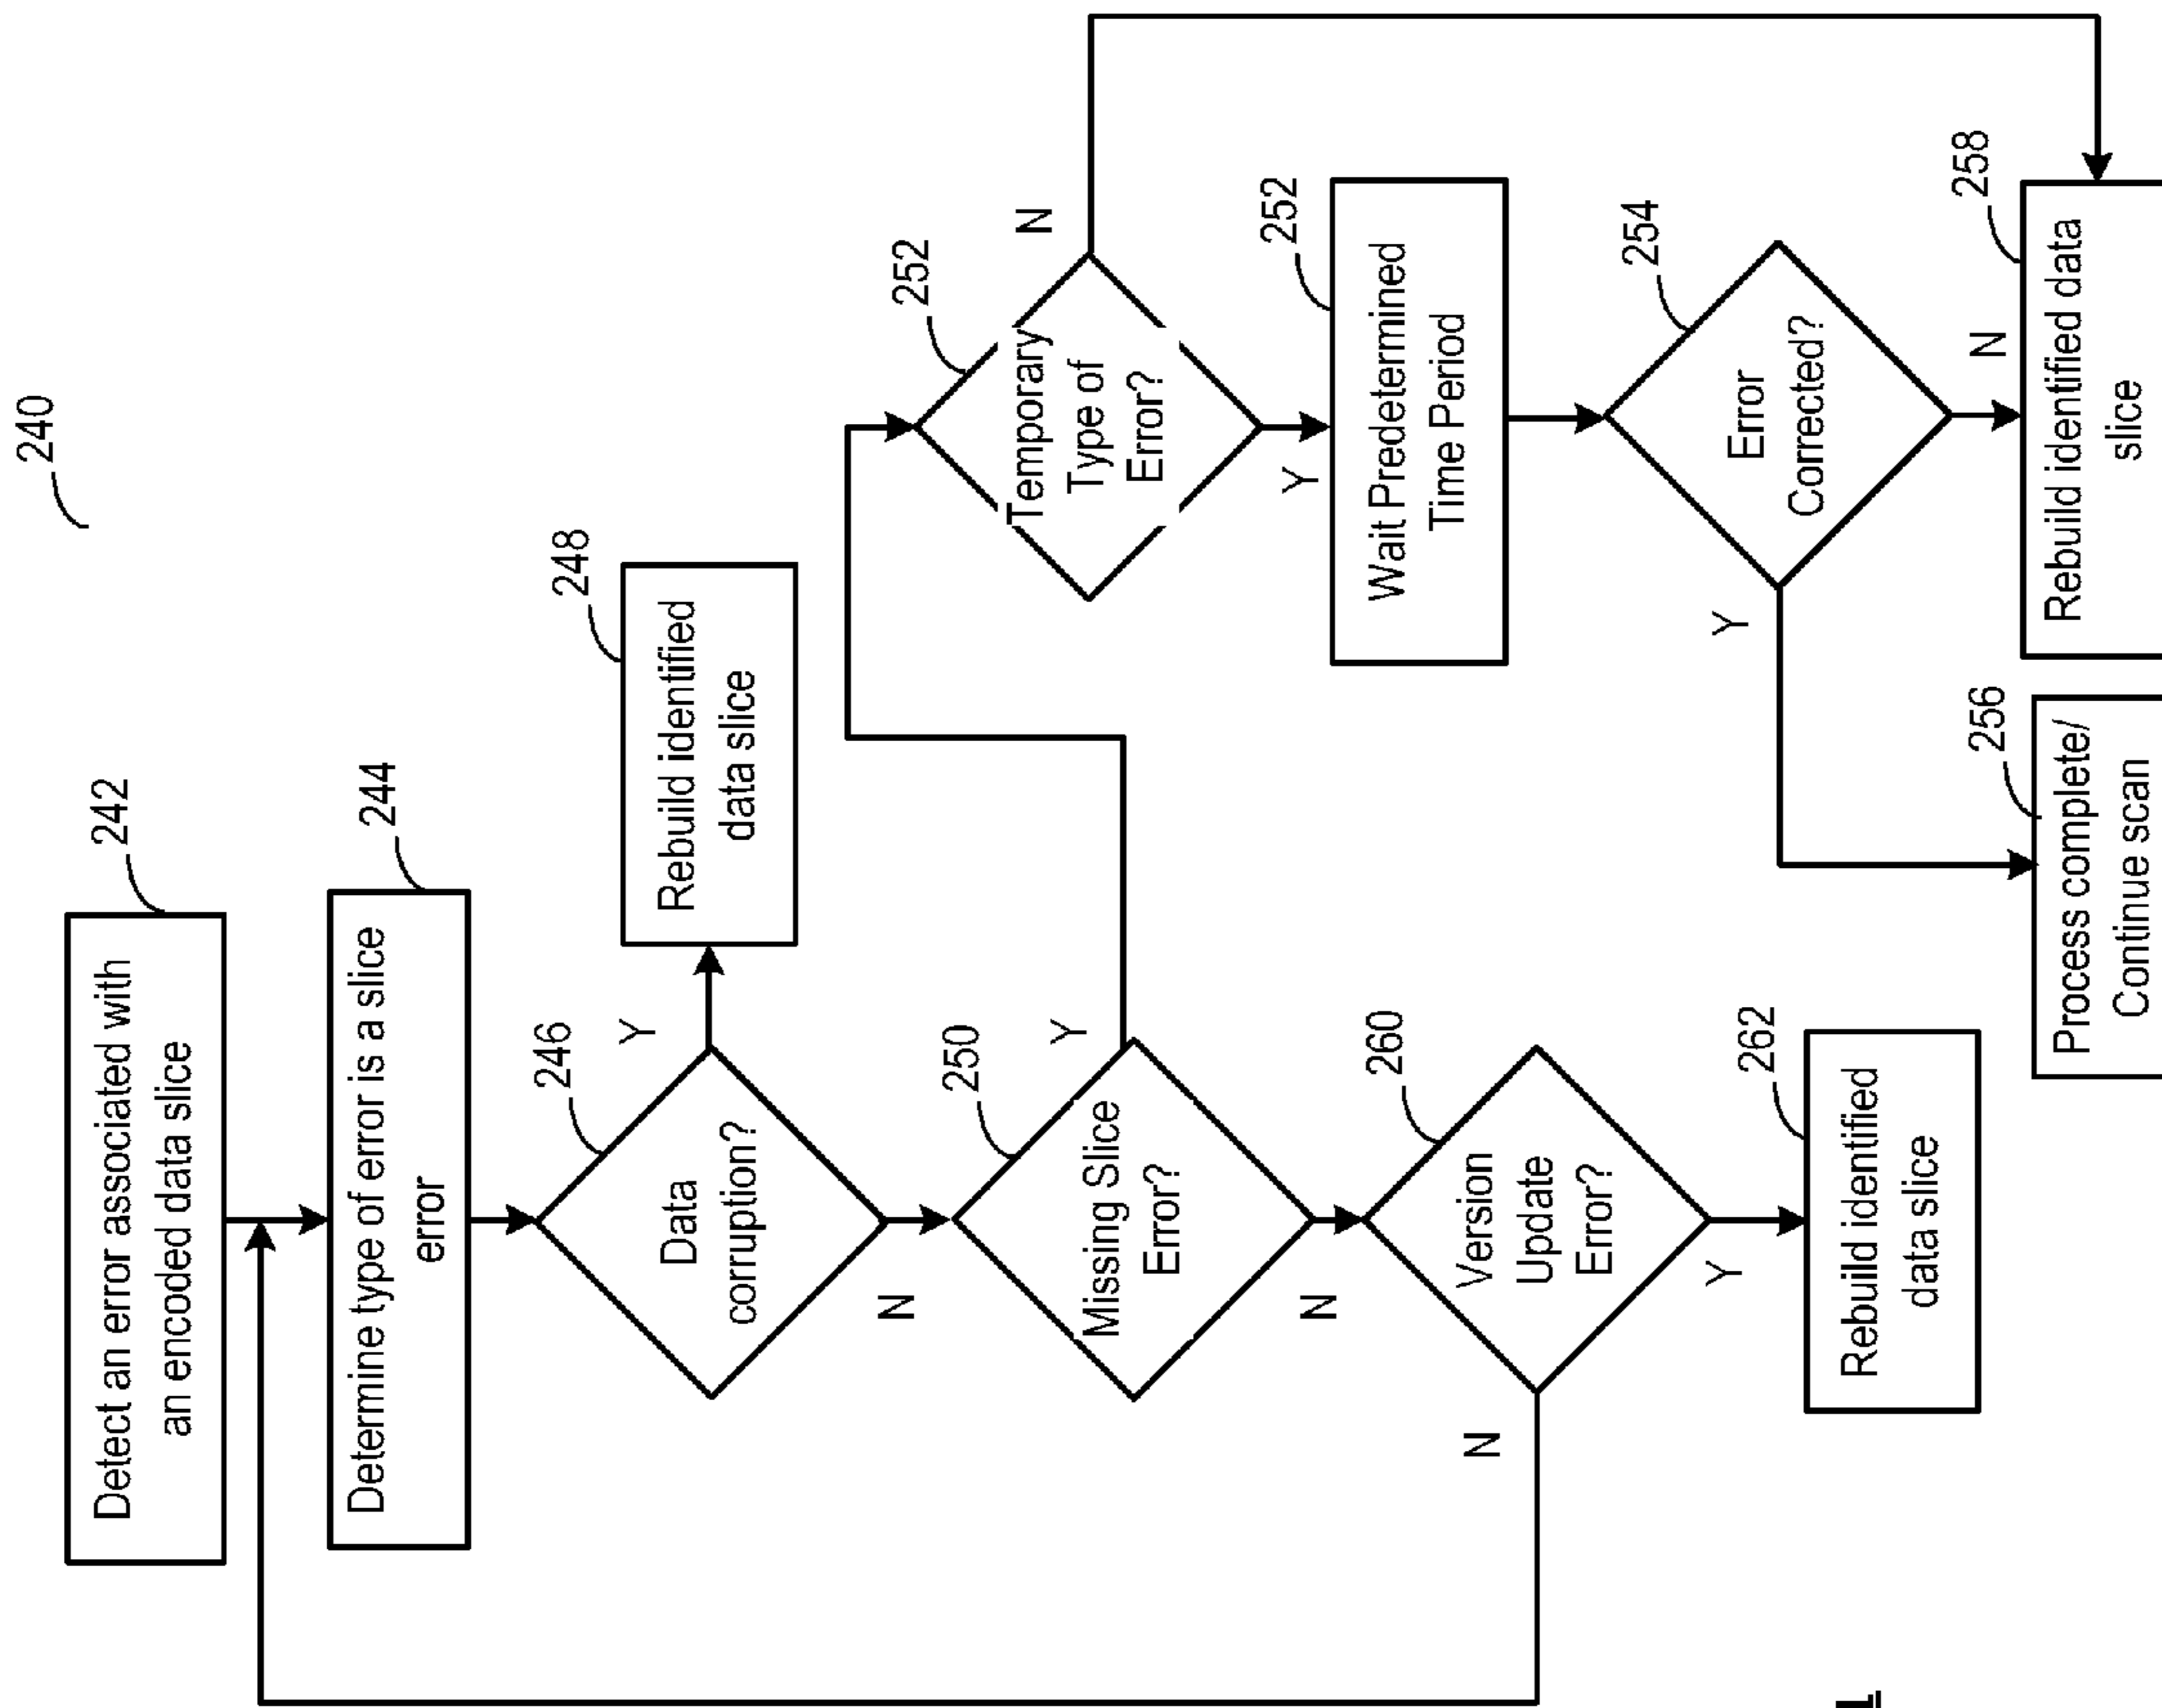 240
242
Detect an error associated with
an encoded data slice
244
Determine type of error is a slice
error
246
Data
corruption?
Y
N
248
Rebuild identified
data slice
250
Missing Slice
Error?
Y
N
260
Version
Update
Error?
N
Y
262
Rebuild identified
data slice
252
Temporary
Type of
Error?
N
Y
252
Wait Predetermined
Time Period
254
Error
Corrected?
Y
N
256
Process complete/
Continue scan
258
Rebuild identified data
slice